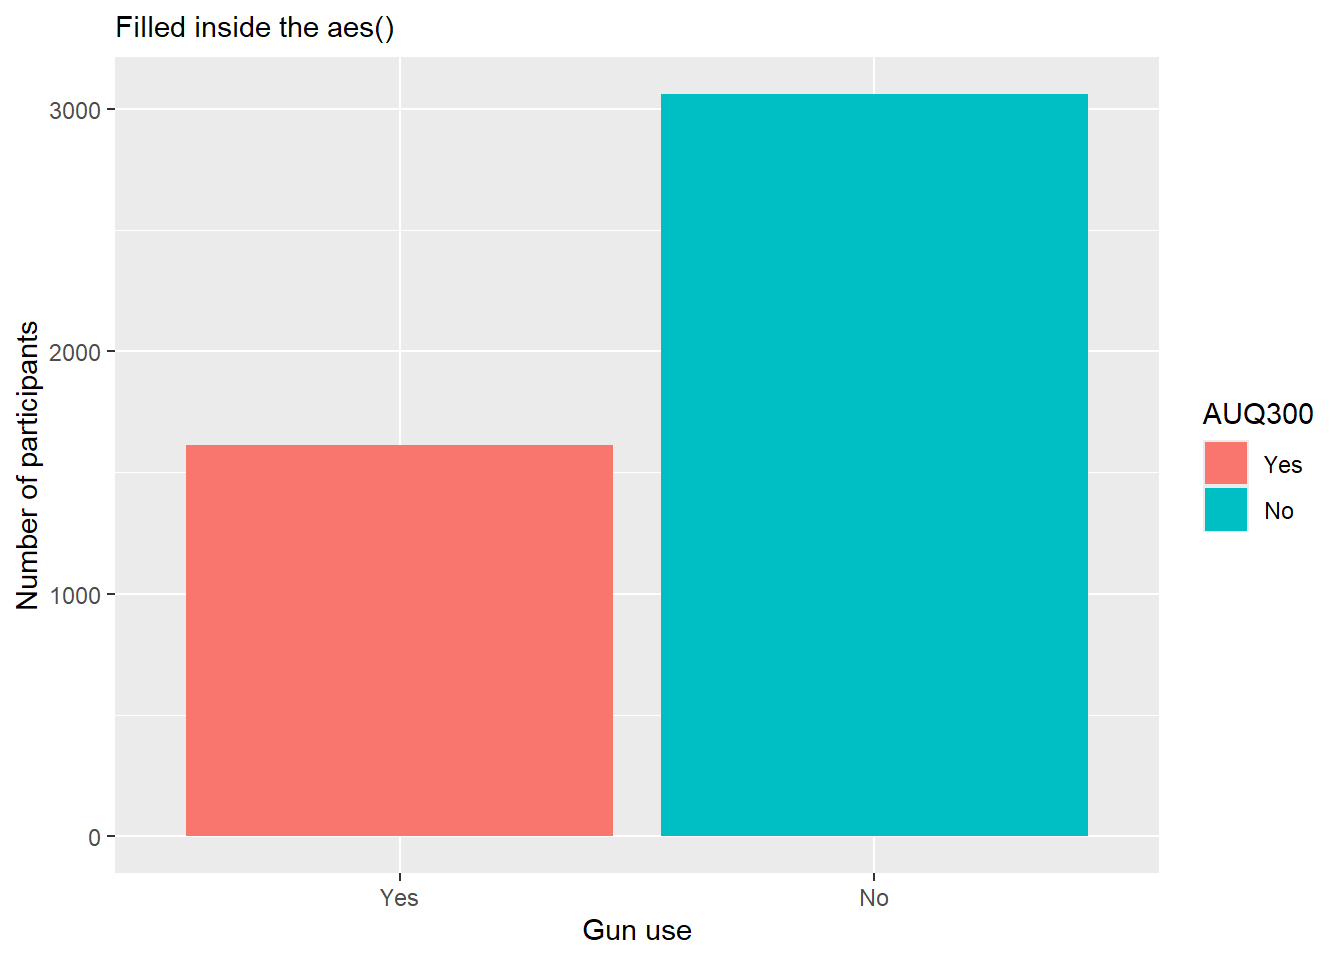 Filled inside the aes()
3000
2000
1000
0
Number of participants
Yes
No
Gun use
AUQ300
Yes
No